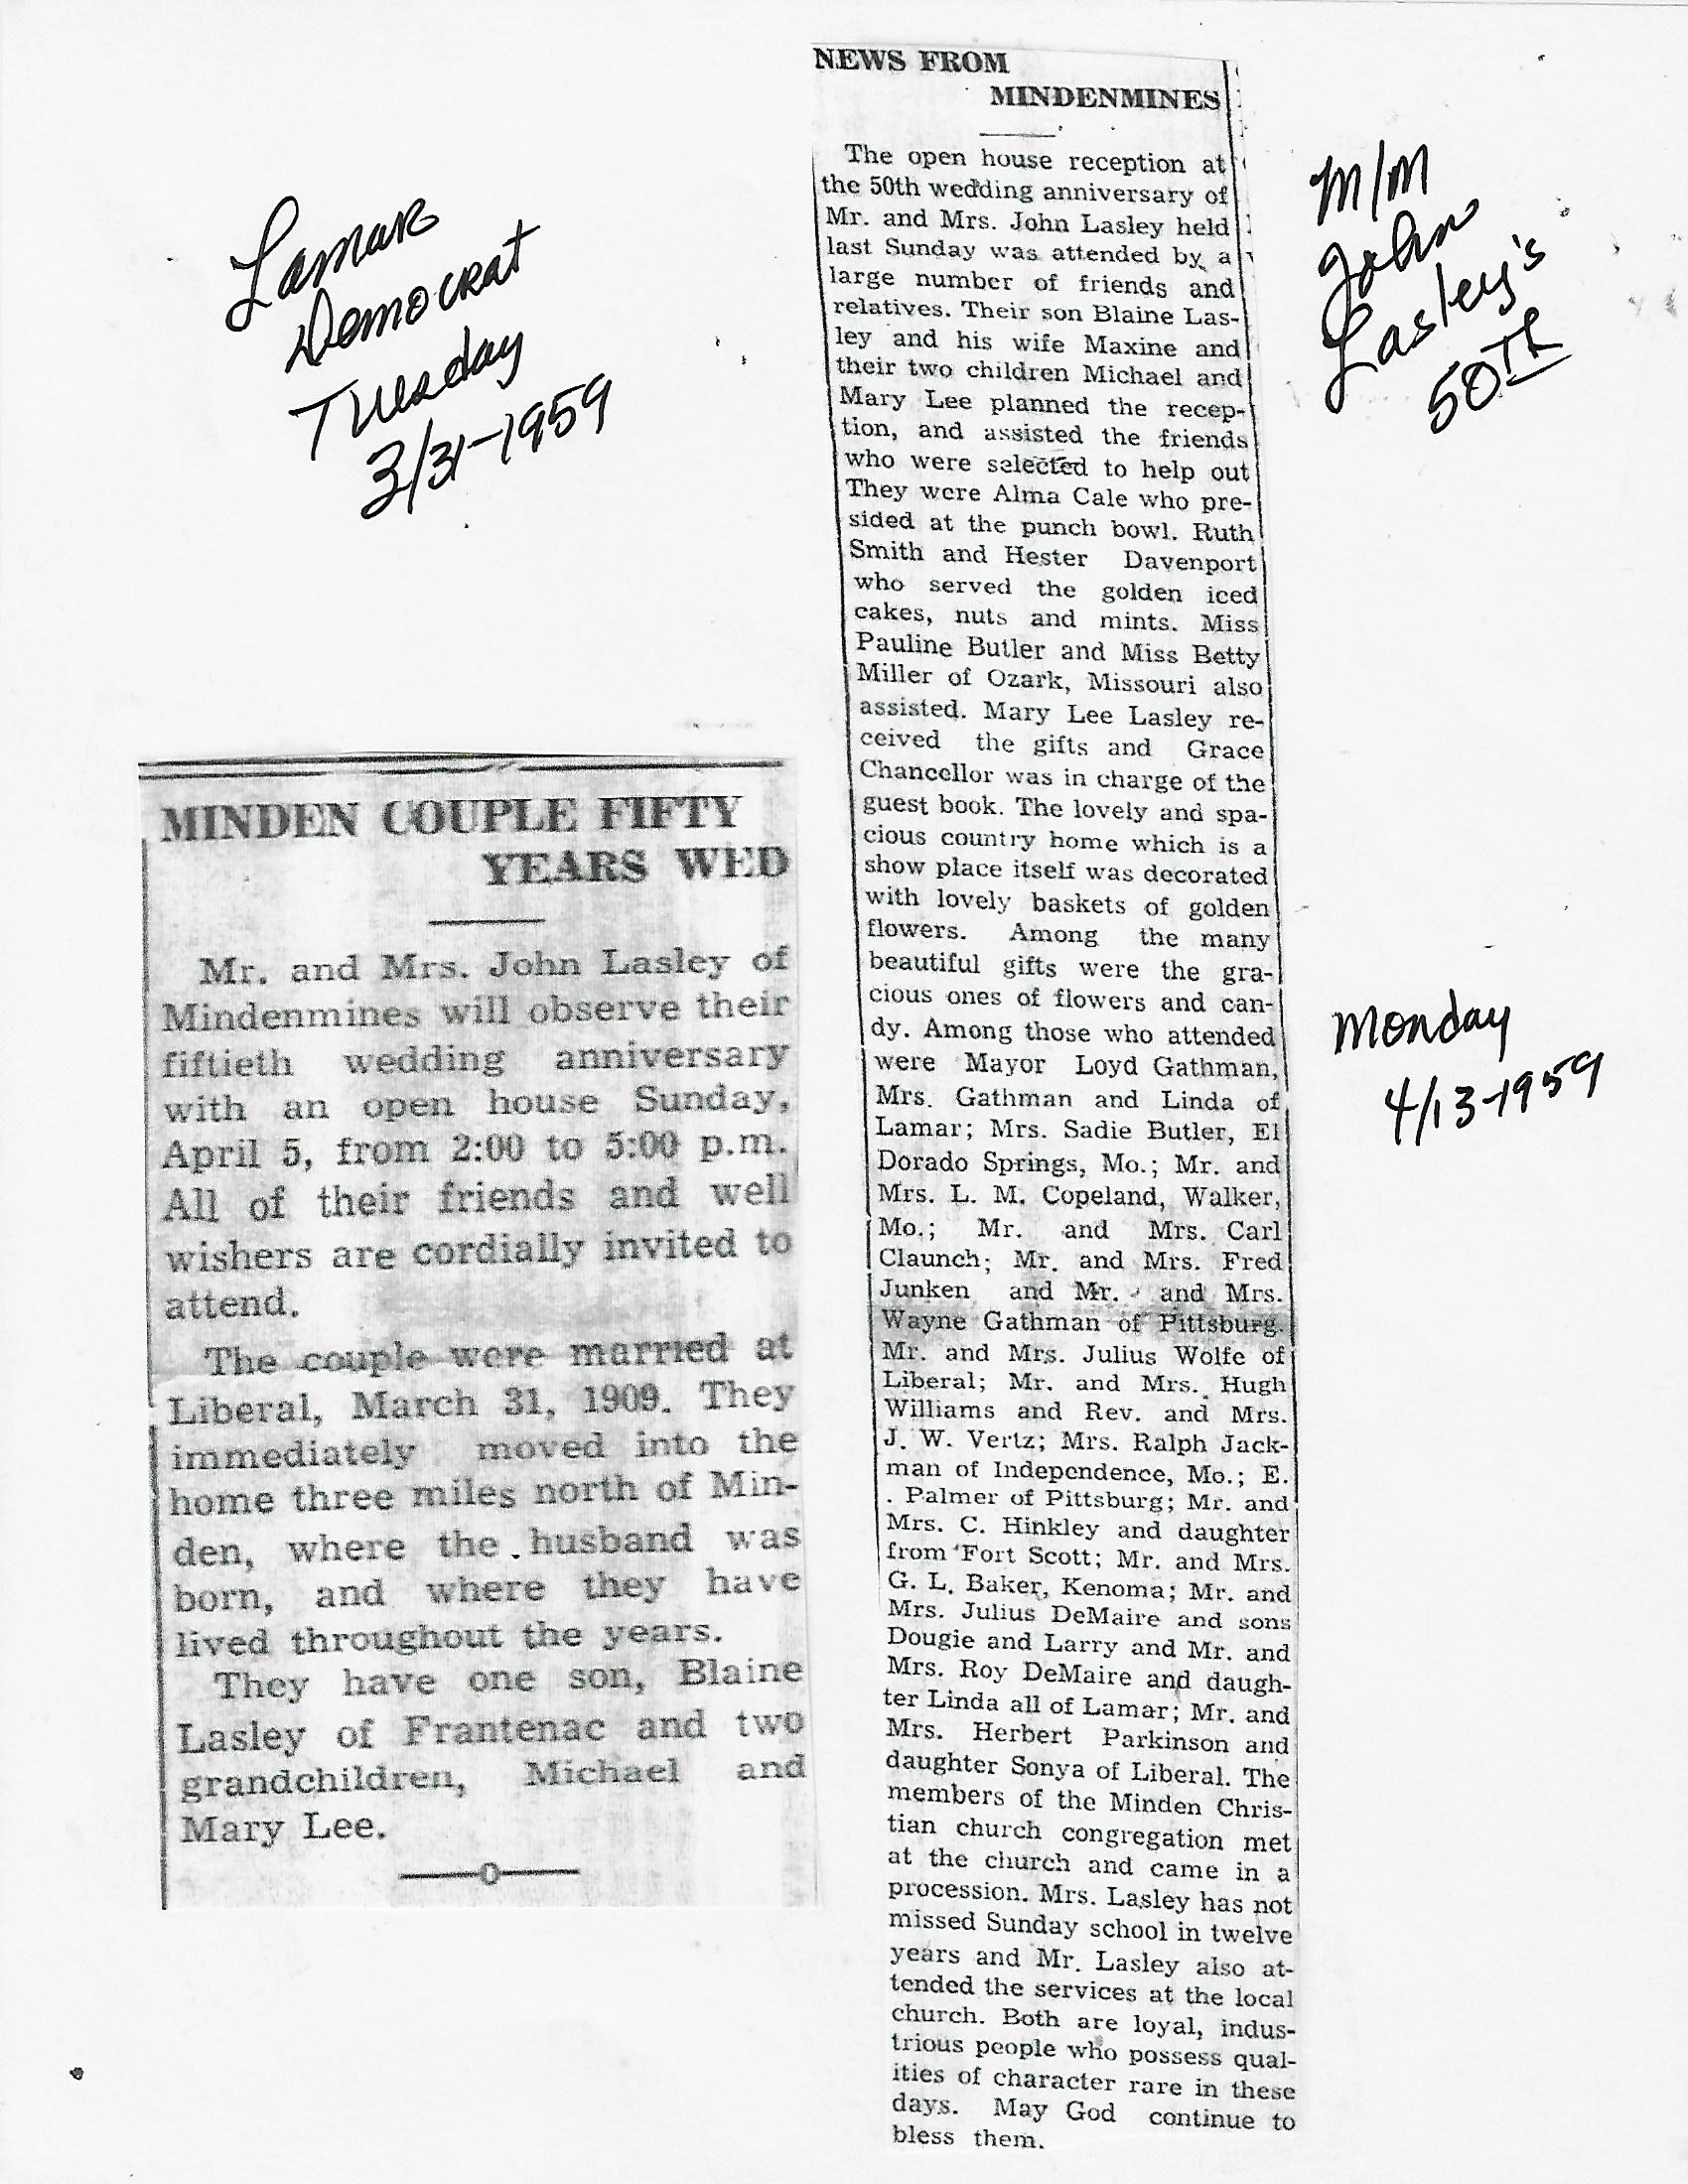 Lamar
Democrat
Tuesday
3/31-1959
MINDEN COUPLE FIFTY
YEARS WED
Mr. and Mrs. John Lasley of
Mindenmines will observe their
fiftieth wedding anniversary
with an open house Sunday,
April 5, from 2:00 to 5:00 p.m.
All of their friends and well
wishers are cordially invited to
attend.
The couple were married at
Liberal, March 31, 1909. They
immediately moved into the
home three miles north of Min-
den, where the husband was
born, and where they have
lived throughout the years.
They have one son, Blaine
Lasley of Frantenac and two
grandchildren, Michael and
Mary Lee.
NEWS FROM
MINDENMINES
The open house reception at
the 50th wedding anniversary of
Mr. and Mrs. John Lasley held
last Sunday was attended by a
large number of friends and
relatives. Their son Blaine Las-
ley and his wife Maxine and
their two children Michael and
Mary Lee planned the recep-
tion, and assisted the friends
who were selected to help out
They were Alma Cale who pre-
sided at the punch bowl. Ruth
Smith and Hester Davenport
who served the golden iced
cakes, nuts and mints. Miss
Pauline Butler and Miss Betty
Miller of Ozark, Missouri also
assisted. Mary Lee Lasley re-
ceived the gifts and Grace
Chancellor was in charge of the
guest book. The lovely and spa-
cious country home which is a
show place itself was decorated
with lovely baskets of golden
flowers. Among the many
beautiful gifts were the gra-
cious ones of flowers and can-
dy. Among those who attended
were Mayor Loyd Gathman,
Mrs. Gathman and Linda of
Lamar; Mrs. Sadie Butler, El
Dorado Springs, Mo.; Mr. and
Mrs. L. M. Copeland, Walker,
Mo.; Mr. and Mrs. Carl
Claunch; Mr. and Mrs. Fred
Junken and Mr. and Mrs.
Wayne Gathman of Pittsburg.
Mr. and Mrs. Julius Wolfe of
Liberal; Mr. and Mrs. Hugh
Williams and Rev. and Mrs.
J. W. Vertz; Mrs. Ralph Jack-
man of Independence, Mo.; E.
. Palmer of Pittsburg; Mr. and
Mrs. C. Hinkley and daughter
from Fort Scott; Mr. and Mrs.
G. L. Baker, Kenoma; Mr. and
Mrs. Julius DeMaire and sons
Dougie and Larry and Mr. and
Mrs. Roy DeMaire and daugh-
ter Linda all of Lamar; Mr. and
Mrs. Herbert Parkinson and
daughter Sonya of Liberal. The
members of the Minden Chris-
tian church congregation met
at the church and came in a
procession. Mrs. Lasley has not
missed Sunday school in twelve
years and Mr. Lasley also at-
tended the services at the local
church. Both are loyal, indus-
trious people who possess qual-
ities of character rare in these
days. May God continue to
bless them.
M/M
John
Lasley's
50TH
Monday
4/13-1959